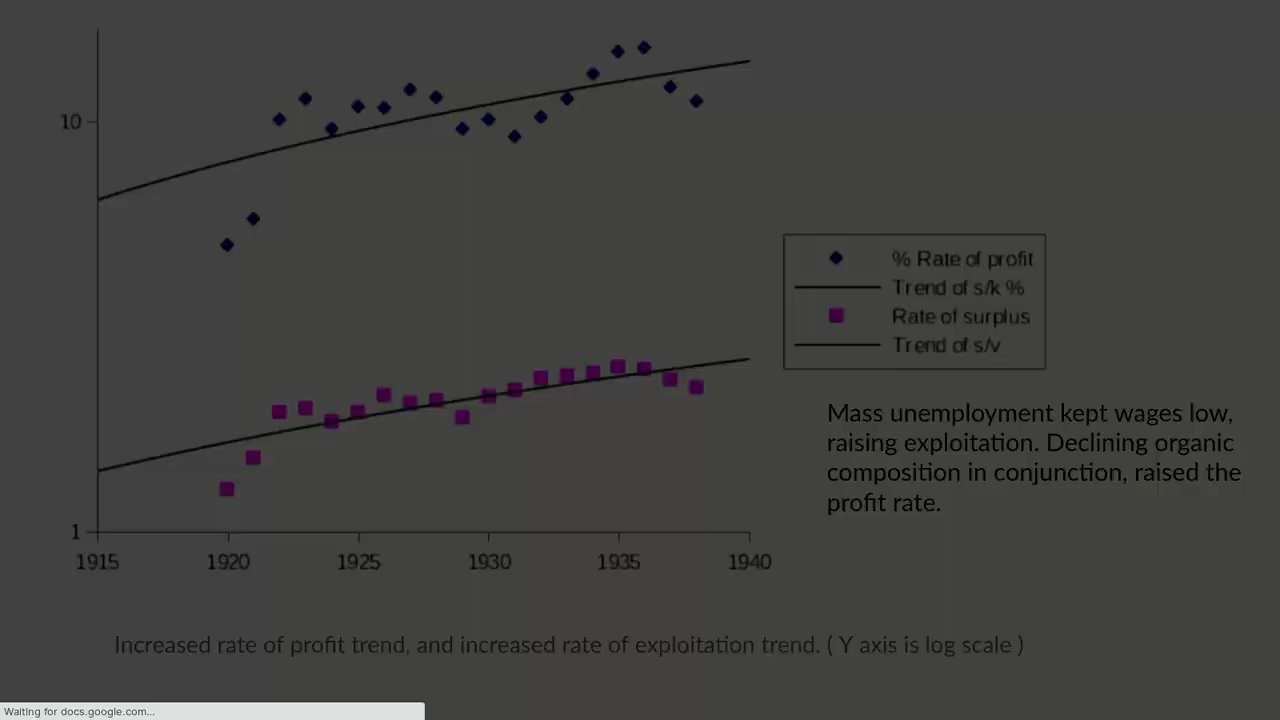 10
1
1915 1920 1925 1930 1935 1940
% Rate of profit
Trend of s/k %
Rate of surplus
Trend of s/v
Mass unemployment kept wages low,
raising exploitation. Declining organic
composition in conjunction, raised the
profit rate.
Increased rate of profit trend, and increased rate of exploitation trend. ( Y axis is log scale )
Waiting for docs.google.com...